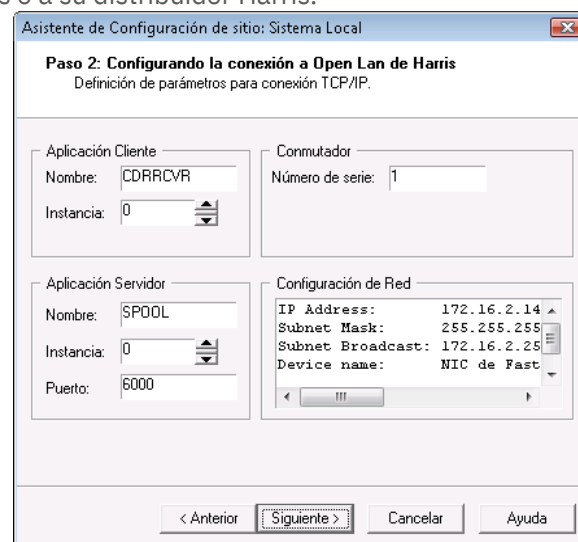 s o a su distribuidor Harris.
Asistente de Configuración de sitio: Sistema Local
Paso 2: Configurando la conexión a Open Lan de Harris
Definición de parámetros para conexión TCP/IP.
Aplicación Cliente
Nombre: CDRRCVR
Instancia: 0
Conmutador
Número de serie: 1
Aplicación Servidor
Nombre: SPOOL
Instancia: 0
Puerto: 6000
Configuración de Red
IP Address: 172.16.2.14
Subnet Mask: 255.255.255
Subnet Broadcast: 172.16.2.25
Device name: NIC de Fast
< Anterior
Siguiente >
Cancelar
Ayuda